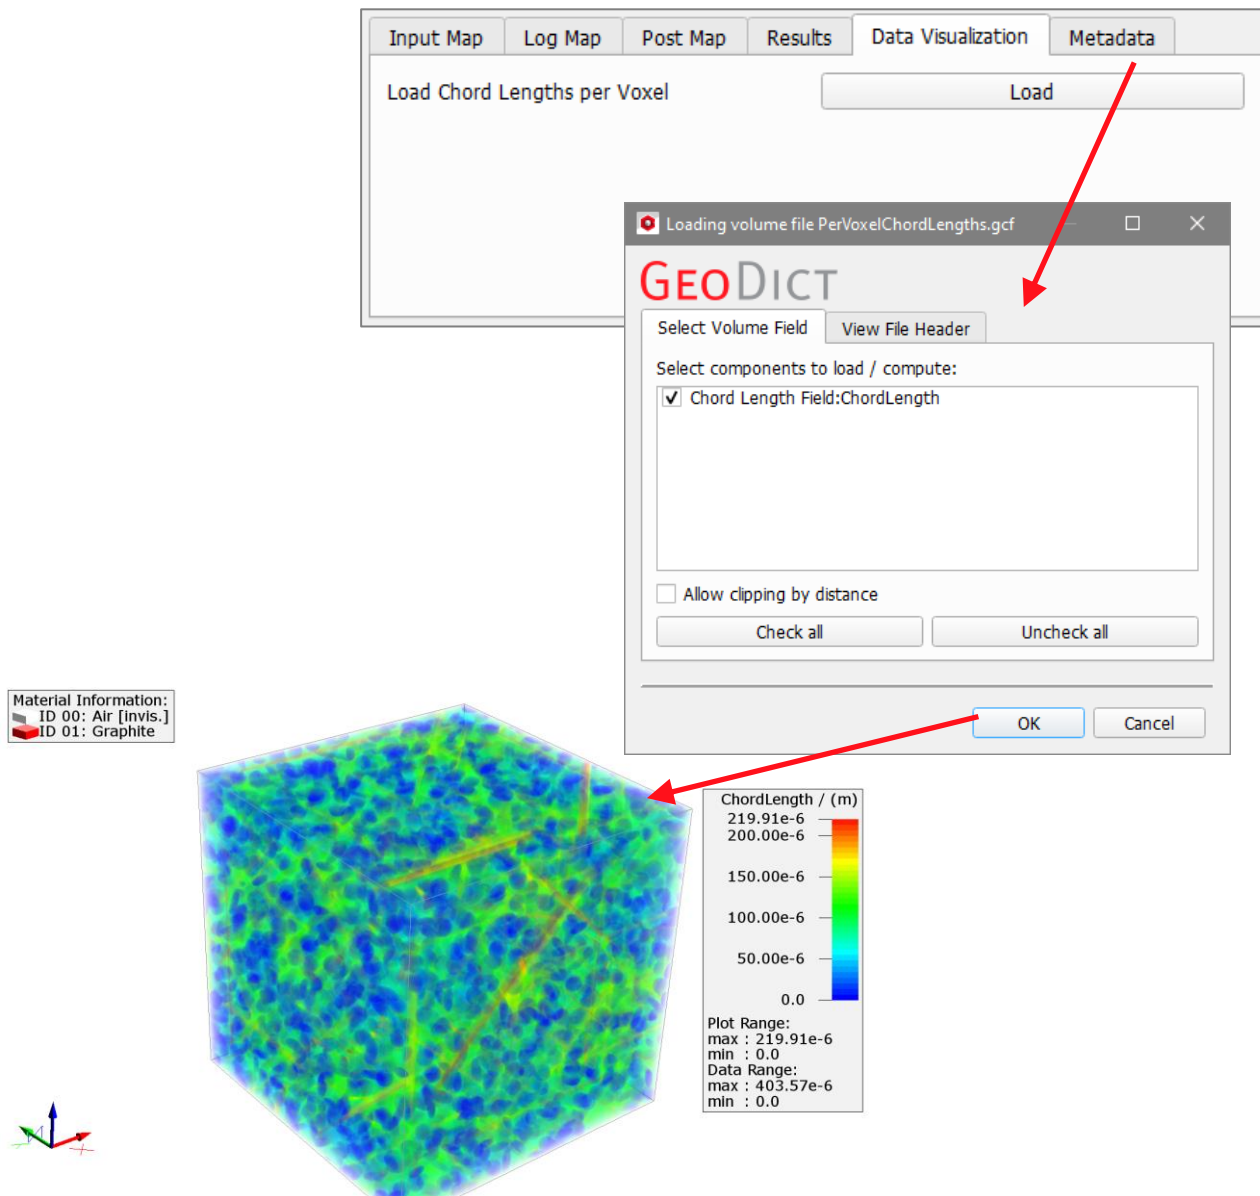 Input Map Log Map Post Map Results Data Visualization Metadata
Load Chord Lengths per Voxel Load
Loading volume file PerVoxelChordLengths.gcf
GEODICT
Select Volume Field View File Header
Select components to load / compute:
Chord Length Field:ChordLength
Allow clipping by distance
Check all Uncheck all
OK Cancel
Material Information:
ID 00: Air [invis.]
ID 01: Graphite
ChordLength / (m)
219.91e-6
200.00e-6
150.00e-6
100.00e-6
50.00e-6
0.0
Plot Range:
max : 219.91e-6
min : 0.0
Data Range:
max : 403.57e-6
min : 0.0